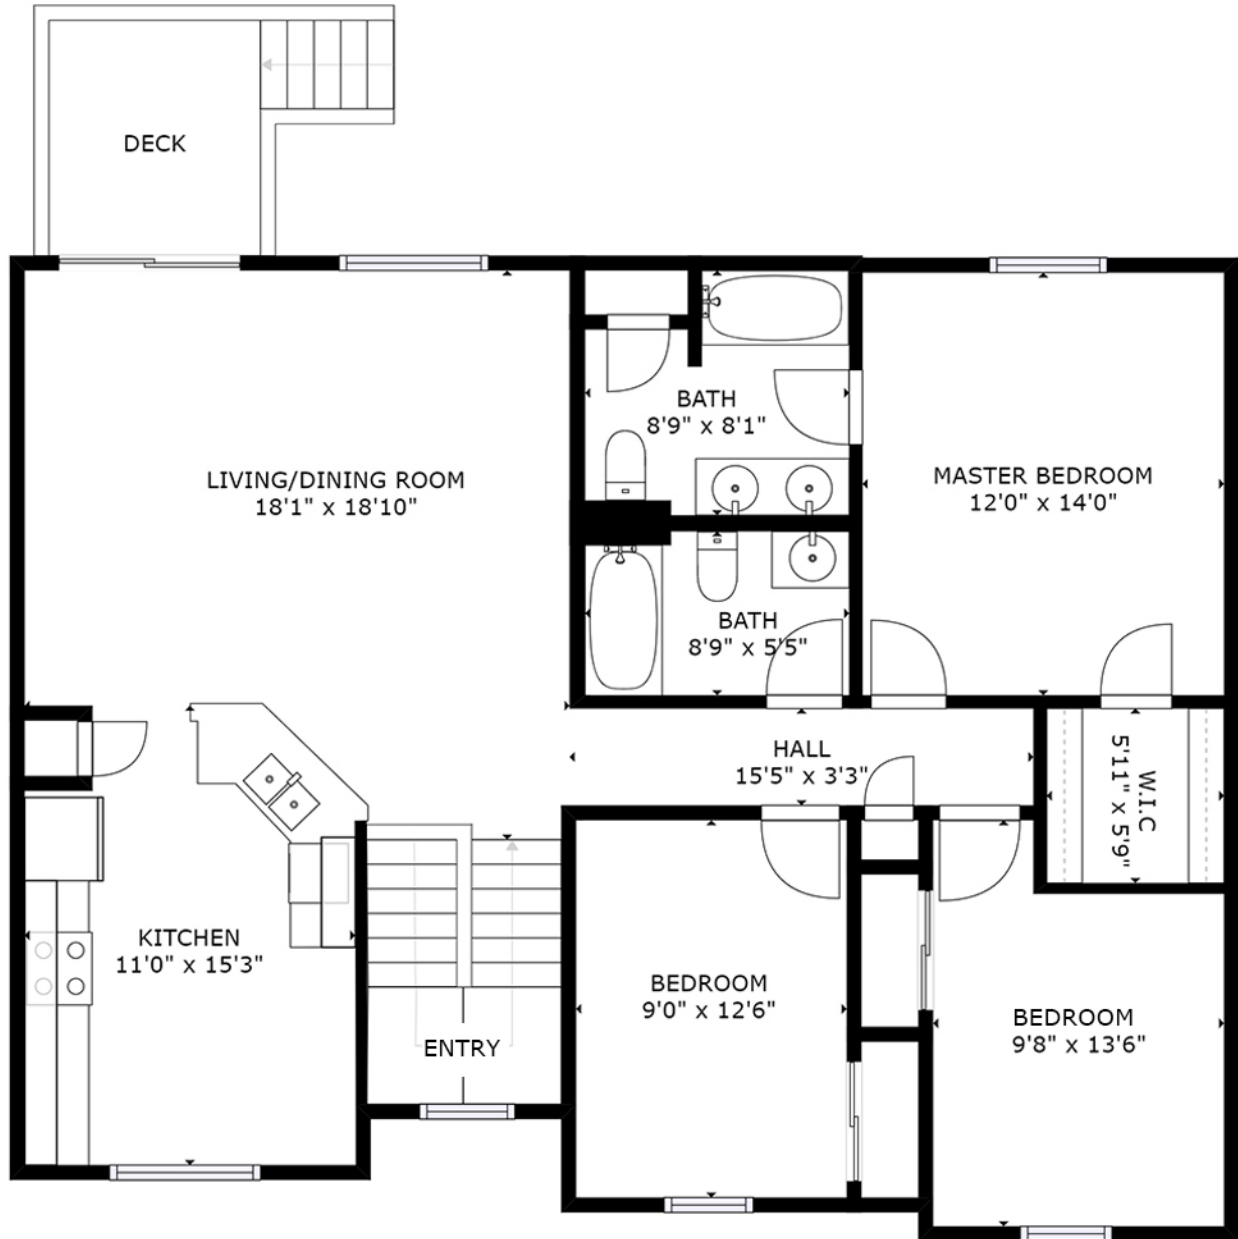 DECK
LIVING/DINING ROOM
18'1" x 18'10"
BATH
8'9" x 8'1"
MASTER BEDROOM
12'0" x 14'0"
BATH
8'9" x 5'5"
HALL
15'5" x 3'3"
W.I.C
5'11" x 5'9"
KITCHEN
11'0" x 15'3"
ENTRY
BEDROOM
9'0" x 12'6"
BEDROOM
9'8" x 13'6"